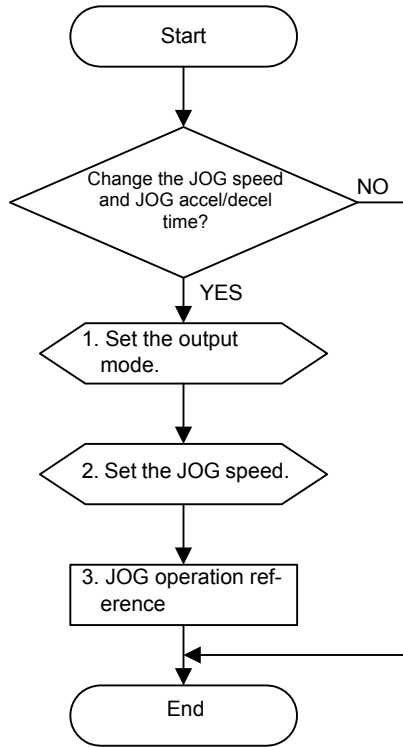 Start
Change the JOG speed
and JOG accel/decel
time?
NO
YES
1. Set the output
mode.
2. Set the JOG speed.
3. JOG operation ref-
erence
End